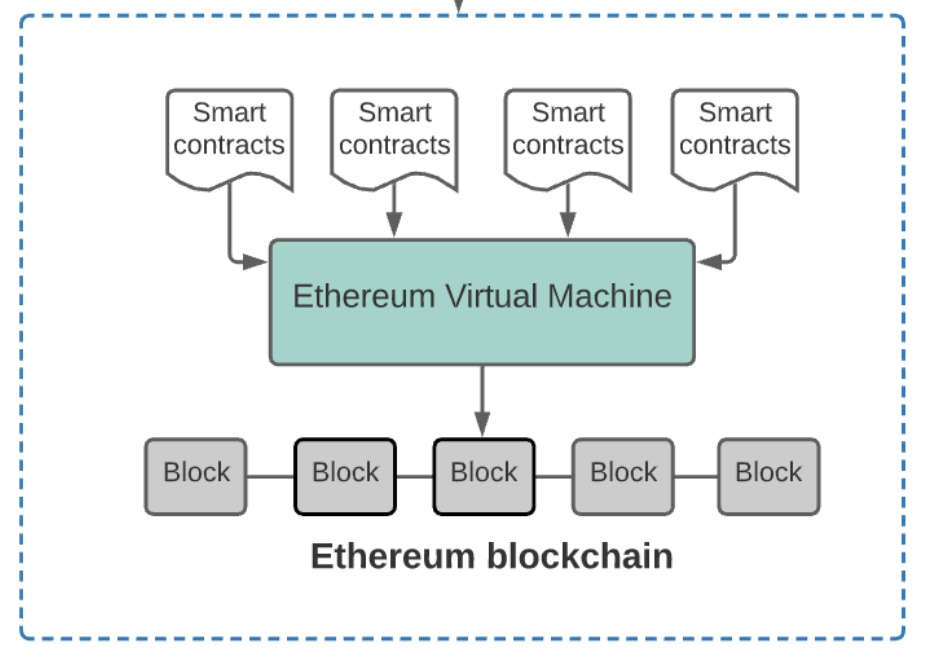 Smart
contracts
Smart
contracts
Smart
contracts
Smart
contracts
Ethereum Virtual Machine
Block
Block
Block
Block
Block
Ethereum blockchain